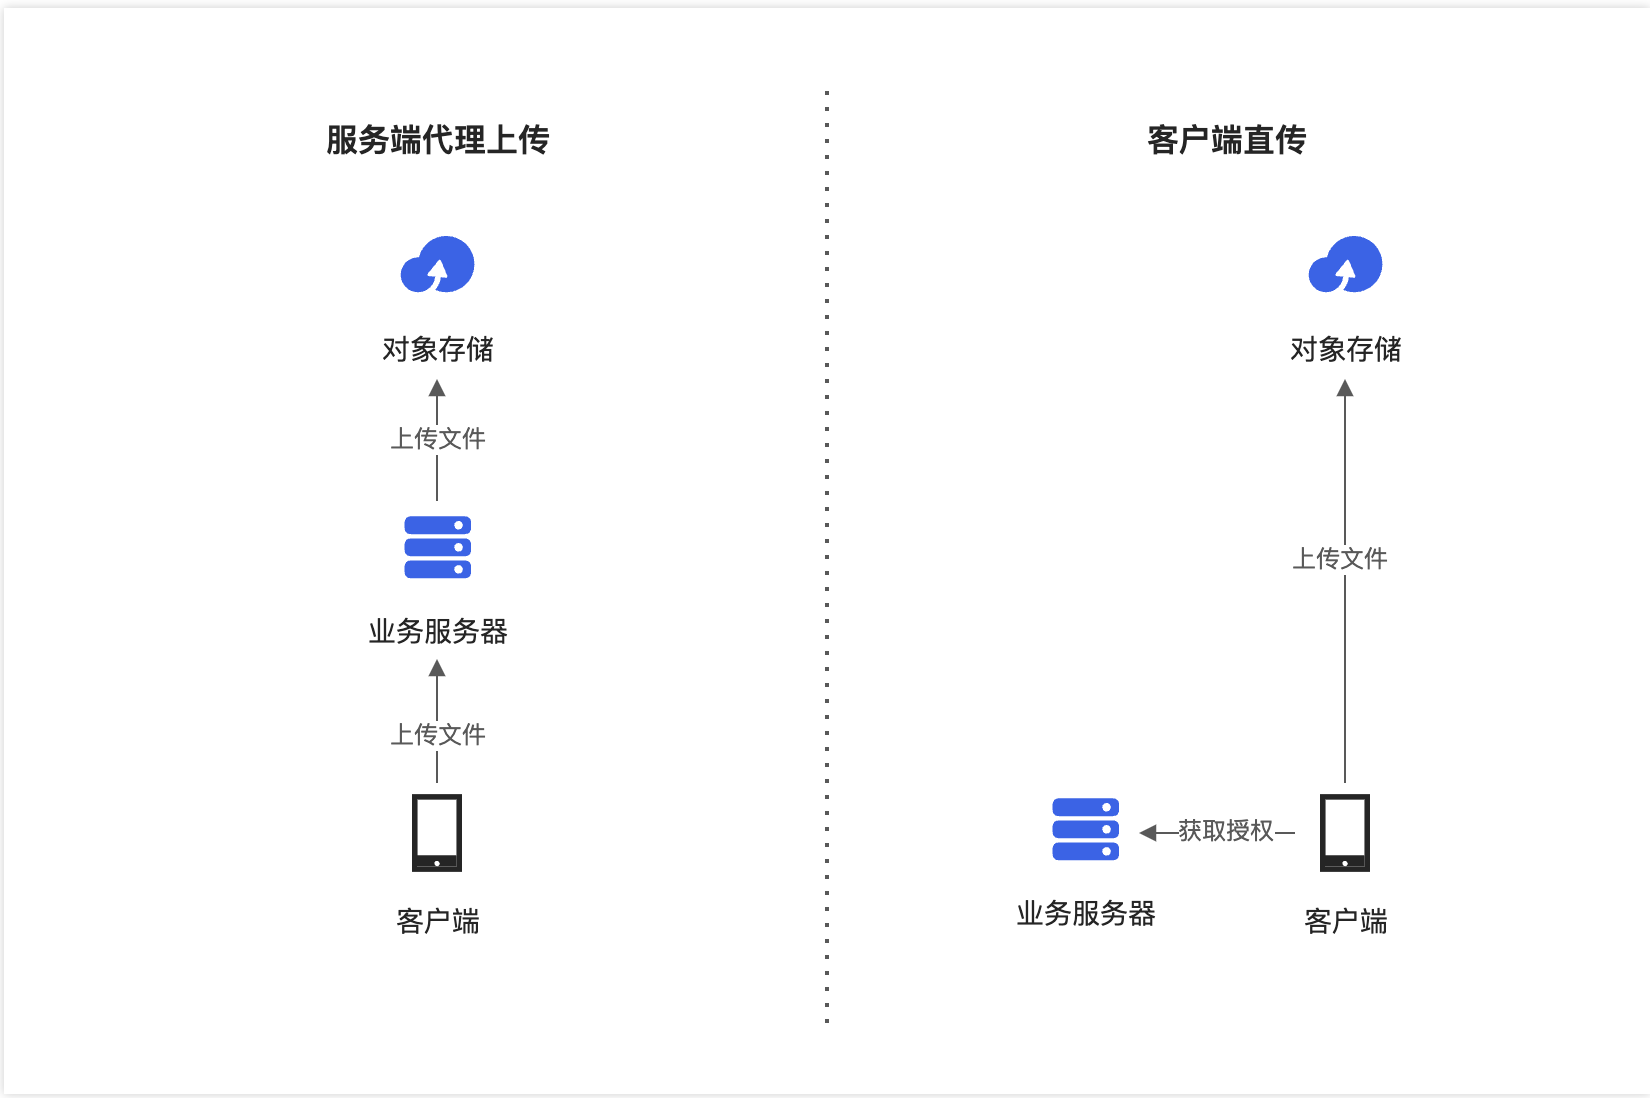 服务端代理上传
对象存储
上传文件
业务服务器
上传文件
客户端
客户端直传
对象存储
上传文件
获取授权
业务服务器
客户端